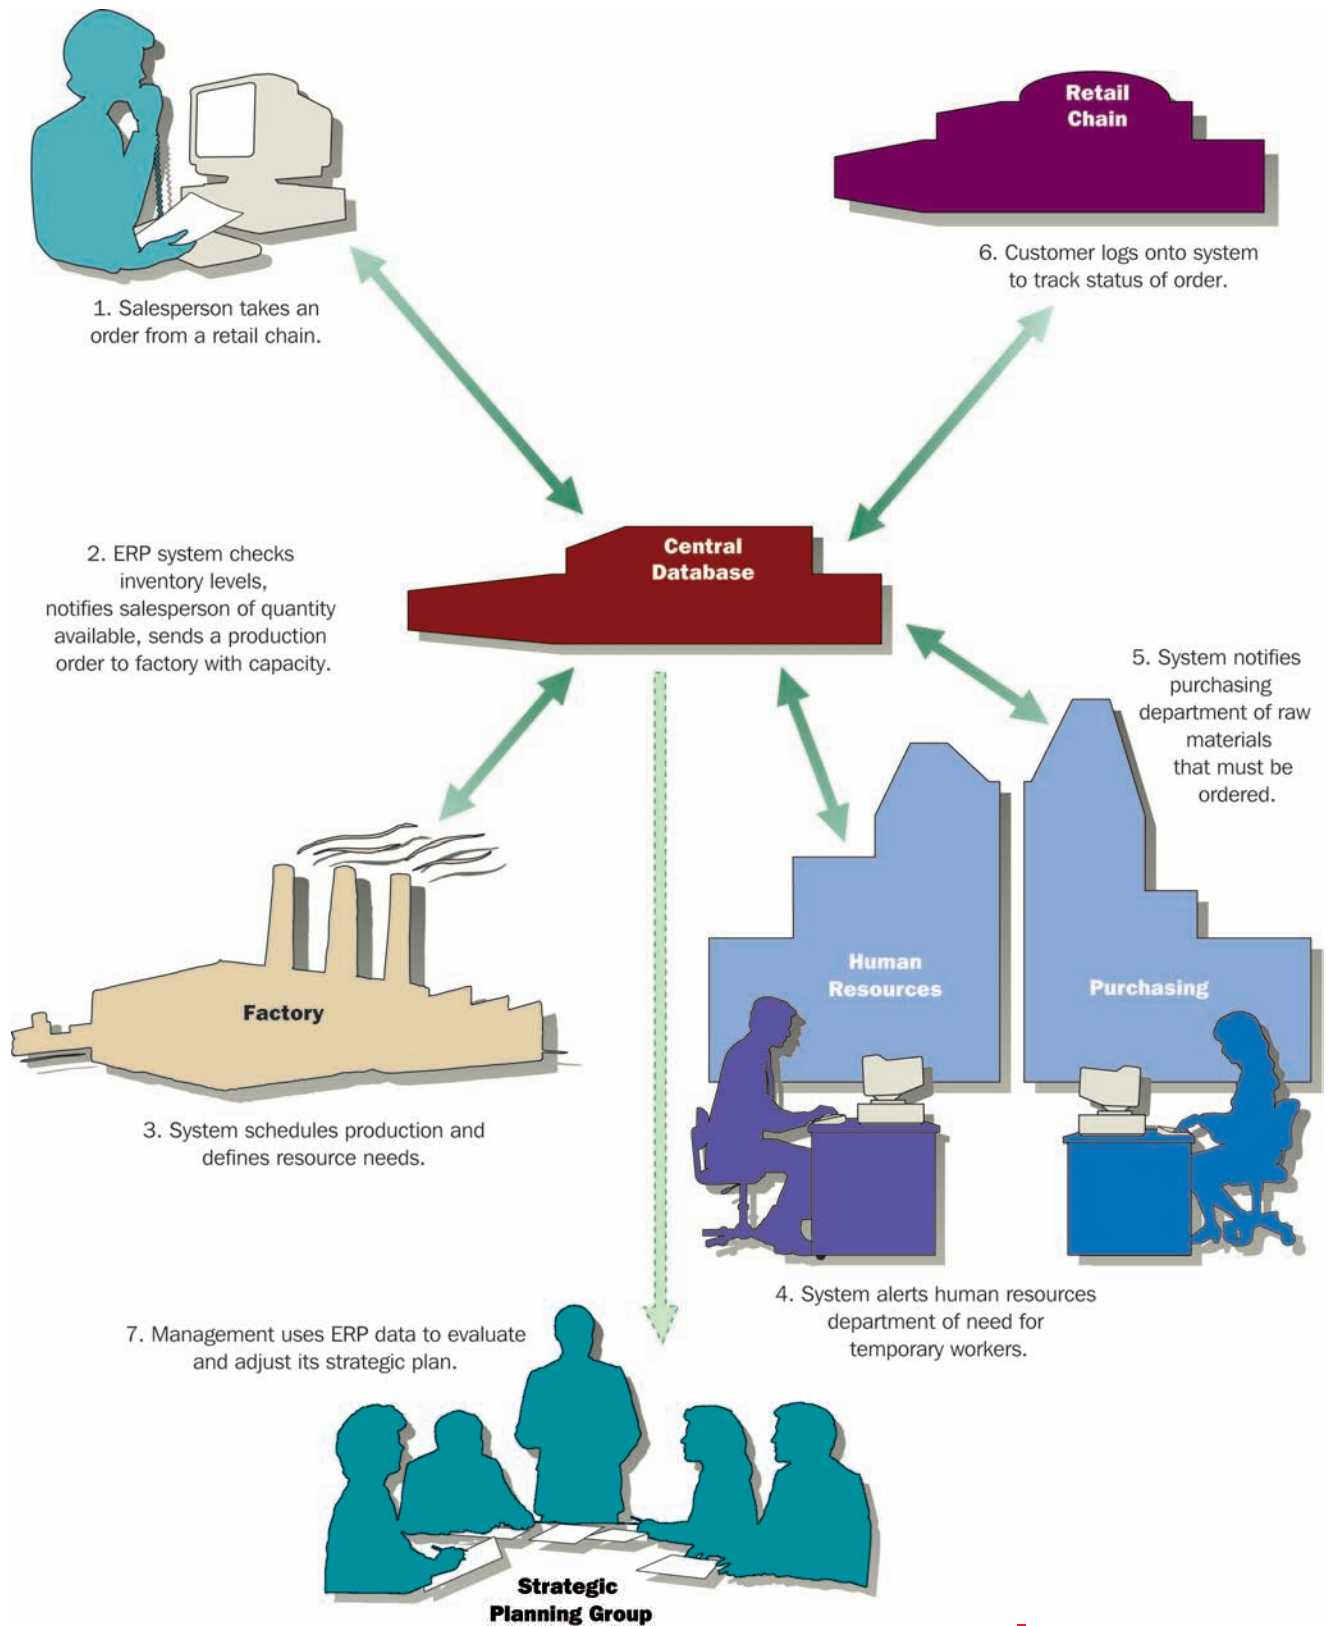 Retail
Chain
6. Customer logs onto system
to track status of order.
1. Salesperson takes an
order from a retail chain.
Central
Database
2. ERP system checks
inventory levels,
notifies salesperson of quantity
available, sends a production
order to factory with capacity.
5. System notifies
purchasing
department of raw
materials
that must be
ordered.
Human
Resources
Purchasing
Factory
3. System schedules production and
defines resource needs.
4. System alerts human resources
department of need for
temporary workers.
7. Management uses ERP data to evaluate
and adjust its strategic plan.
Strategic
Planning Group